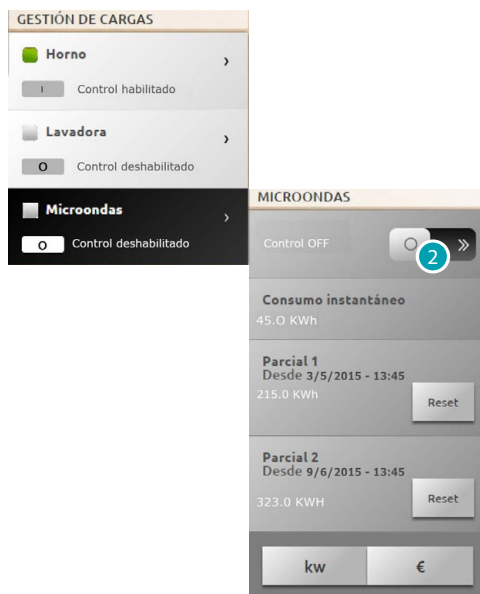 GESTIÓN DE CARGAS
Horno
I Control habilitado
Lavadora
O Control deshabilitado
Microondas
O Control deshabilitado
MICROONDAS
Control OFF
2
Consumo instantáneo
45.O KWh
Parcial 1
Desde 3/5/2015 - 13:45
215.0 KWh
Reset
Parcial 2
Desde 9/6/2015 - 13:45
323.0 KWH
Reset
kw €